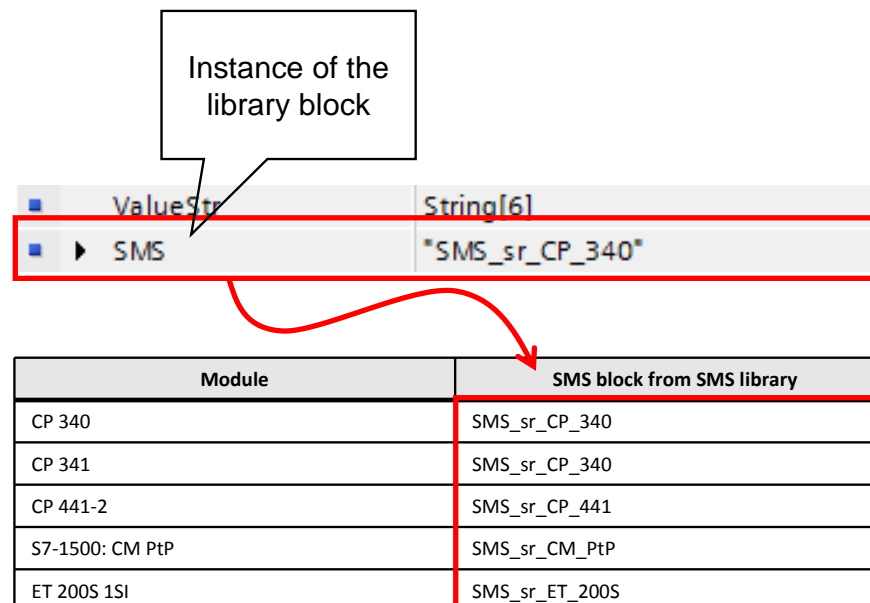 Instance of the
library block
ValueStr String[6]
SMS "SMS_sr_CP_340"
Module SMS block from SMS library
CP 340 SMS_sr_CP_340
CP 341 SMS_sr_CP_340
CP 441-2 SMS_sr_CP_441
S7-1500: CM PtP SMS_sr_CM_PtP
ET 200S 1SI SMS_sr_ET_200S